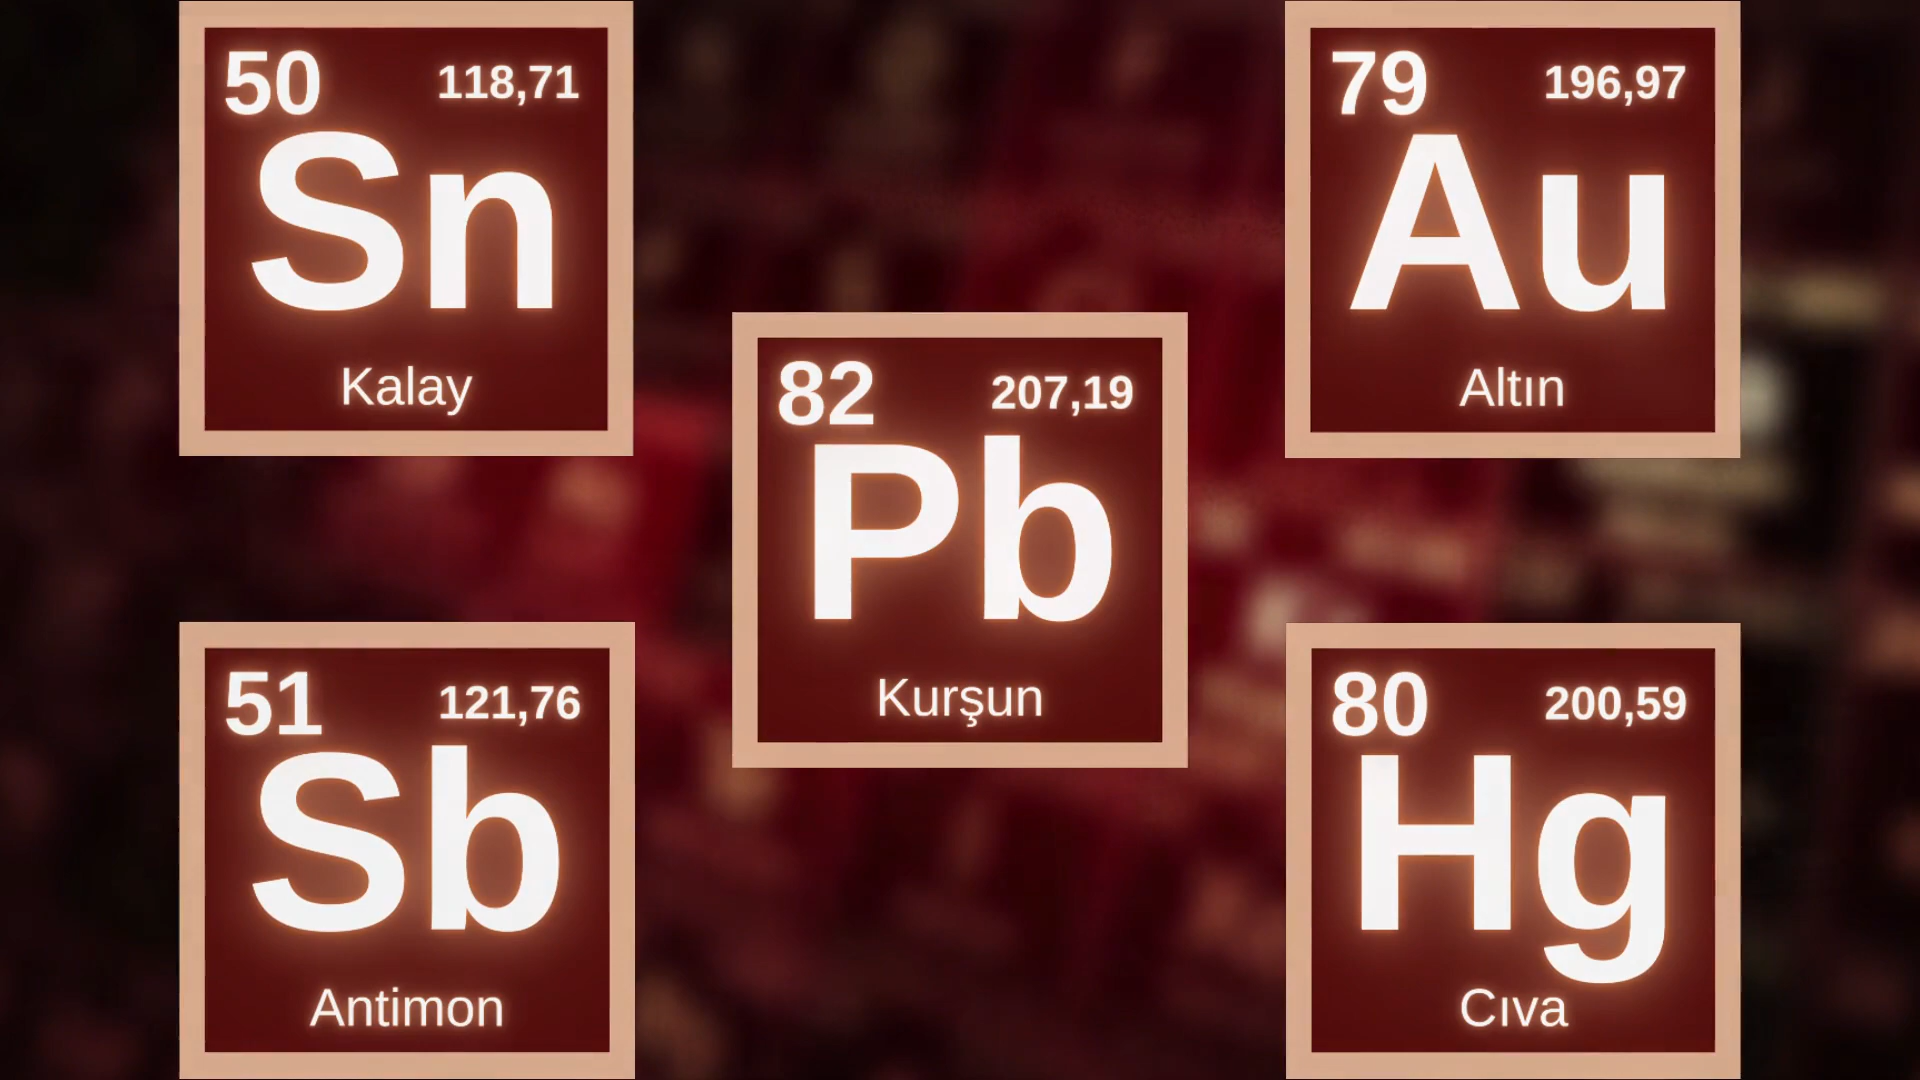 50 118,71
Sn
Kalay
79 196,97
Au
Altın
82 207,19
Pb
Kurşun
51 121,76
Sb
Antimon
80 200,59
Hg
Cıva